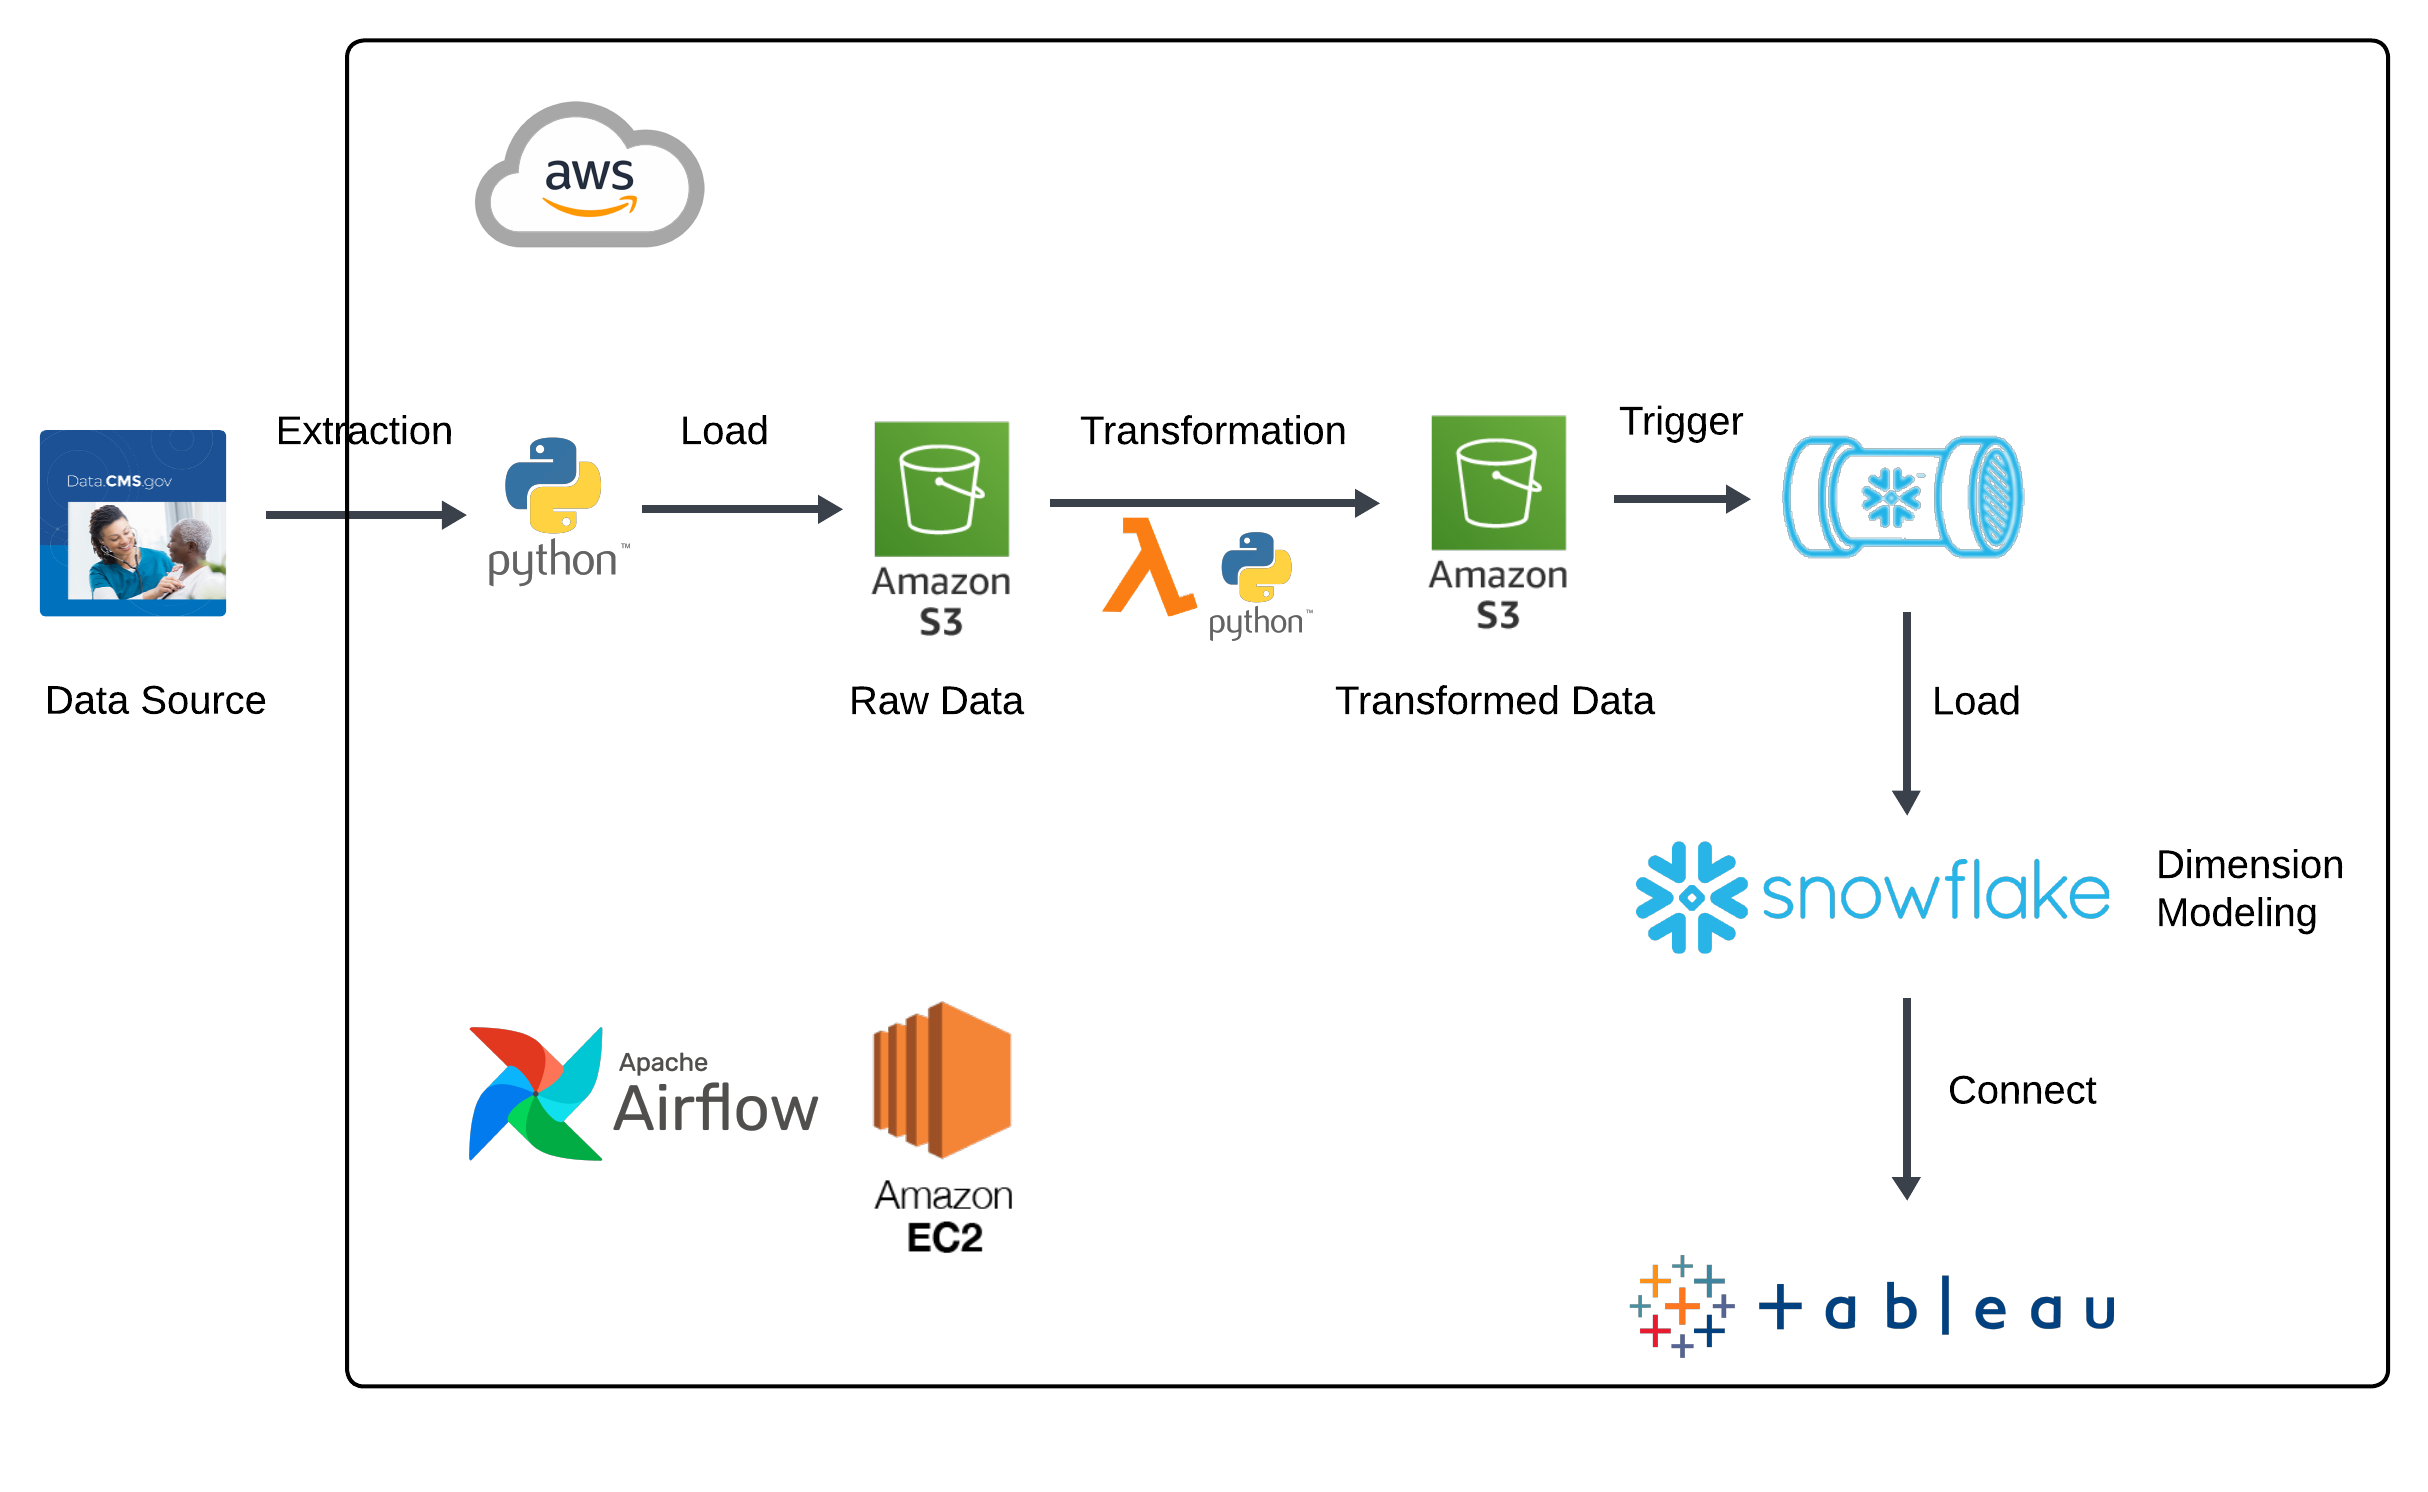 aws
Extraction
Load
Transformation
Trigger
Data.CMS.gov
python™
Amazon
S3
python™
Amazon
S3
Data Source
Raw Data
Transformed Data
Load
snowflake
Dimension
Modeling
Apache
Airflow
Connect
Amazon
EC2
tableau